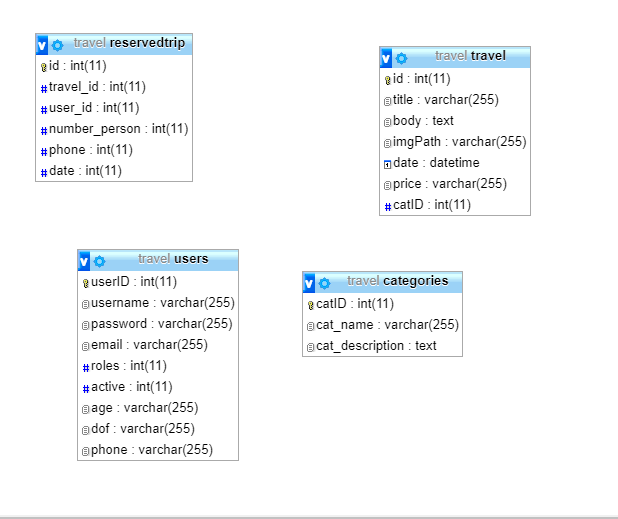 travel reservedtrip
id : int(11)
travel_id : int(11)
user_id : int(11)
number_person : int(11)
phone : int(11)
date : int(11)
travel travel
id : int(11)
title : varchar(255)
body : text
imgPath : varchar(255)
date : datetime
price : varchar(255)
catID : int(11)
travel users
userID : int(11)
username : varchar(255)
password : varchar(255)
email : varchar(255)
roles : int(11)
active : int(11)
age : varchar(255)
dof : varchar(255)
phone : varchar(255)
travel categories
catID : int(11)
cat_name : varchar(255)
cat_description : text